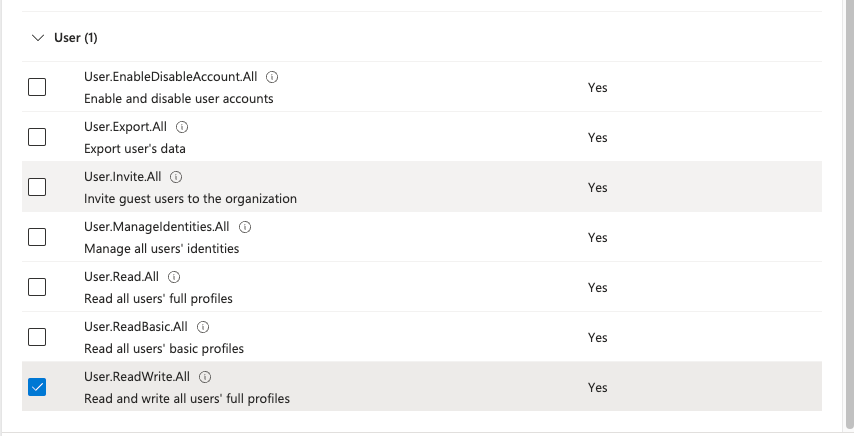 User (1)
User.EnableDisableAccount.All
Enable and disable user accounts
Yes
User.Export.All
Export user's data
Yes
User.Invite.All
Invite guest users to the organization
Yes
User.ManageIdentities.All
Manage all users' identities
Yes
User.Read.All
Read all users' full profiles
Yes
User.ReadBasic.All
Read all users' basic profiles
Yes
User.ReadWrite.All
Read and write all users' full profiles
Yes